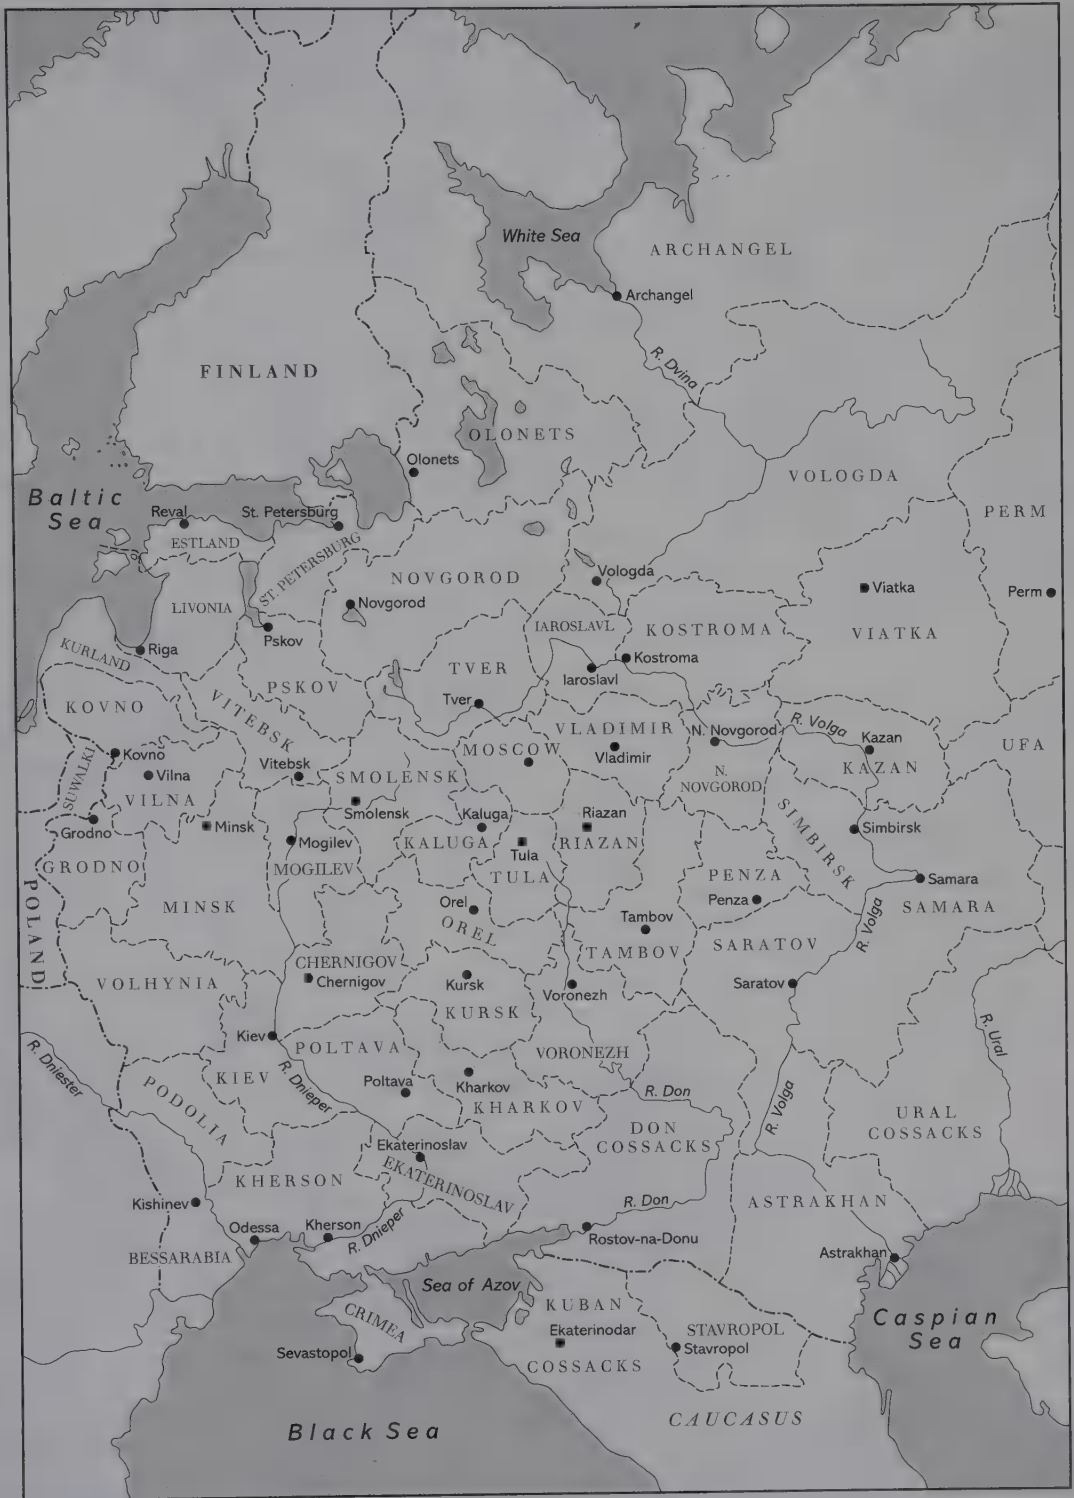 White Sea
ARCHANGEL
Archangel
R. Dvina
FINLAND
OLONETS
Olonets
VOLOGDA
Baltic
Sea
Reval
St. Petersburg
ESTLAND
ST. PETERSBURG
PERM
NOVGOROD
Vologda
Viatka
Perm
LIVONIA
Novgorod
Pskov
IAROSLAVL
KOSTROMA
VIATKA
KURLAND
Riga
PSKOV
TVER
Kostroma
Iaroslavl
KOVNO
VITEBSK
Tver
VLADIMIR
N. Novgorod
R. Volga
Kazan
UFA
Kovno
SUWALKI
Vilna
Vitebsk
MOSCOW
Vladimir
KAZAN
VILNA
SMOLENSK
N.
NOVGOROD
Smolensk
Kaluga
Riazan
SIMBIRSK
Simbirsk
Grodno
Minsk
Mogilev
KALUGA
Tula
RIAZAN
GRODNO
MOGILEV
TULA
PENZA
Samara
POLAND
MINSK
Orel
OREL
Penza
SAMARA
Tambov
R. Volga
CHERNIGOV
TAMBOV
SARATOV
VOLHYNIA
Chernigov
Kursk
Voronezh
Saratov
KURSK
Kiev
POLTAVA
VORONEZH
R. Ural
R. Dniester
PODOLIA
KIEV
R. Dnieper
Poltava
Kharkov
R. Don
R. Volga
KHARKOV
URAL
COSSACKS
DON
COSSACKS
Ekaterinoslav
EKATERINOSLAV
KHERSON
Kishinev
R. Don
ASTRAKHAN
Odessa
Kherson
R. Dnieper
Rostov-na-Donu
BESSARABIA
Astrakhan
Sea of Azov
CRIMEA
KUBAN
Ekaterinodar
COSSACKS
STAVROPOL
Stavropol
Caspian
Sea
Sevastopol
CAUCASUS
Black Sea